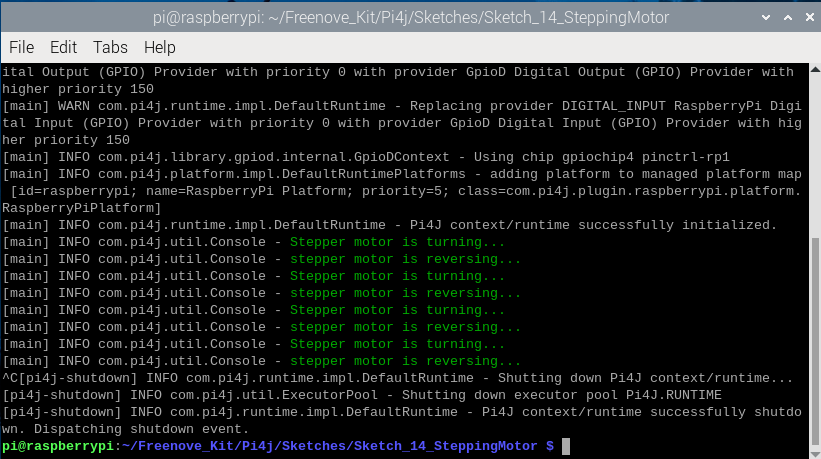 pi@raspberrypi: ~/Freenove_Kit/Pi4j/Sketches/Sketch_14_SteppingMotor
File Edit Tabs Help
ital Output (GPIO) Provider with priority 0 with provider GpioD Digital Output (GPIO) Provider with
higher priority 150
[main] WARN com.pi4j.runtime.impl.DefaultRuntime - Replacing provider DIGITAL_INPUT RaspberryPi Digi
tal Input (GPIO) Provider with priority 0 with provider GpioD Digital Input (GPIO) Provider with hig
her priority 150
[main] INFO com.pi4j.library.gpiod.internal.GpioDContext - Using chip gpiochip4 pinctrl-rp1
[main] INFO com.pi4j.platform.impl.DefaultRuntimePlatforms - adding platform to managed platform map
[id=raspberrypi; name=RaspberryPi Platform; priority=5; class=com.pi4j.plugin.raspberrypi.platform.
RaspberryPiPlatform]
[main] INFO com.pi4j.runtime.impl.DefaultRuntime - Pi4J context/runtime successfully initialized.
[main] INFO com.pi4j.util.Console - Stepper motor is turning...
[main] INFO com.pi4j.util.Console - stepper motor is reversing...
[main] INFO com.pi4j.util.Console - Stepper motor is turning...
[main] INFO com.pi4j.util.Console - stepper motor is reversing...
[main] INFO com.pi4j.util.Console - Stepper motor is turning...
[main] INFO com.pi4j.util.Console - stepper motor is reversing...
[main] INFO com.pi4j.util.Console - Stepper motor is turning...
[main] INFO com.pi4j.util.Console - stepper motor is reversing...
^C[pi4j-shutdown] INFO com.pi4j.runtime.impl.DefaultRuntime - Shutting down Pi4J context/runtime...
[pi4j-shutdown] INFO com.pi4j.util.ExecutorPool - Shutting down executor pool Pi4J.RUNTIME
[pi4j-shutdown] INFO com.pi4j.runtime.impl.DefaultRuntime - Pi4J context/runtime successfully shutdo
wn. Dispatching shutdown event.
pi@raspberrypi:~/Freenove_Kit/Pi4j/Sketches/Sketch_14_SteppingMotor $